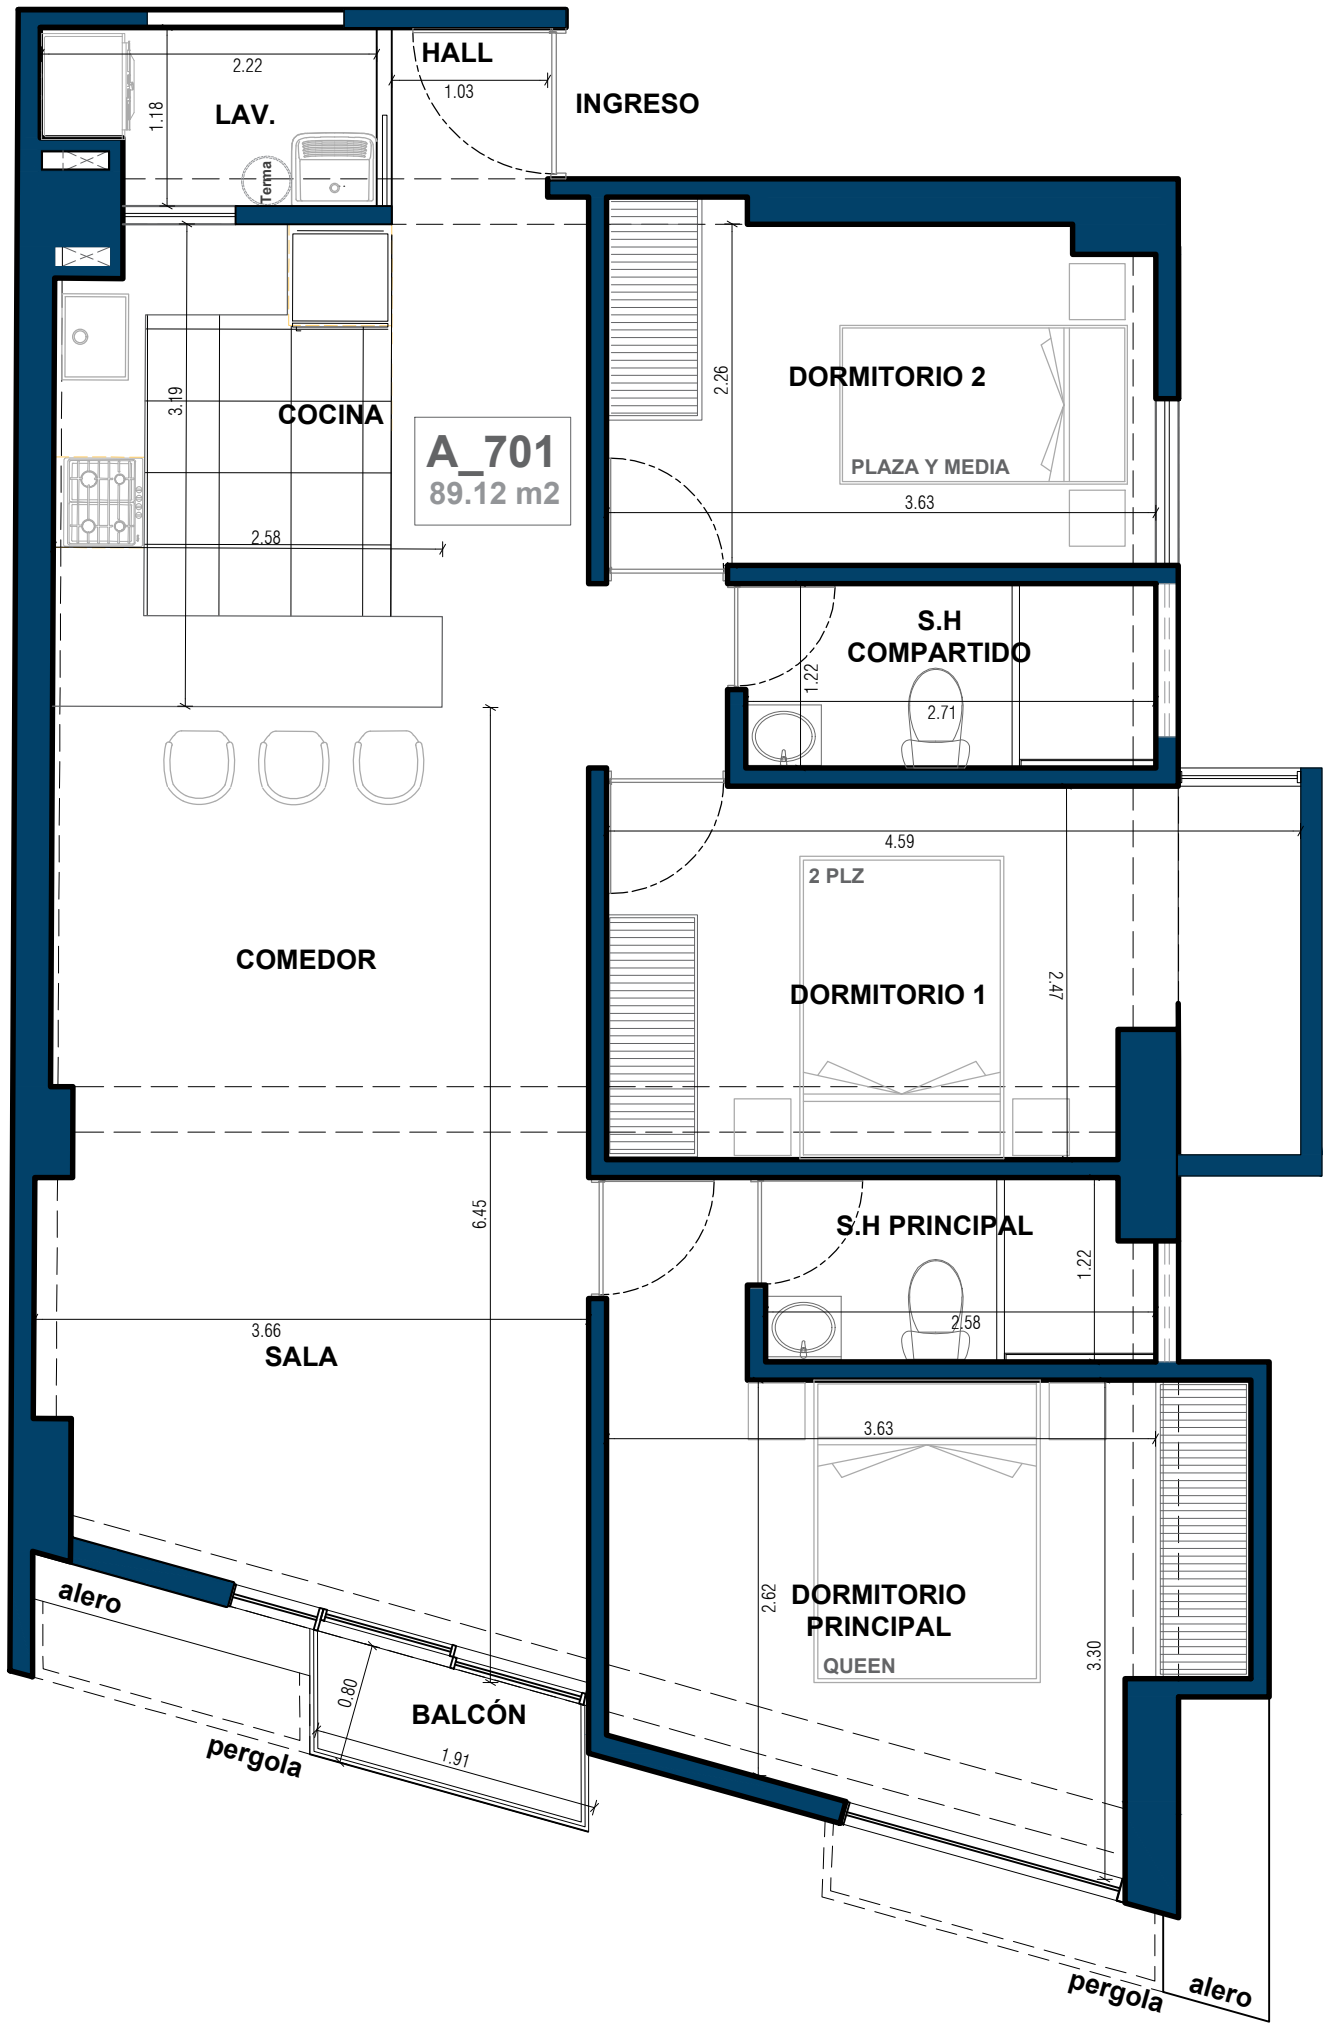 HALL
2.22
1.03
INGRESO
LAV.
1.18
Terma
DORMITORIO 2
2.26
3.19
COCINA
A_701
89.12 m2
PLAZA Y MEDIA
3.63
2.58
S.H
COMPARTIDO
1.22
2.71
4.59
2 PLZ
COMEDOR
DORMITORIO 1
2.47
6.45
S.H PRINCIPAL
1.22
2.58
3.66
SALA
3.63
2.62
DORMITORIO
PRINCIPAL
QUEEN
3.30
alero
0.80
BALCÓN
1.91
pergola
pergola
alero